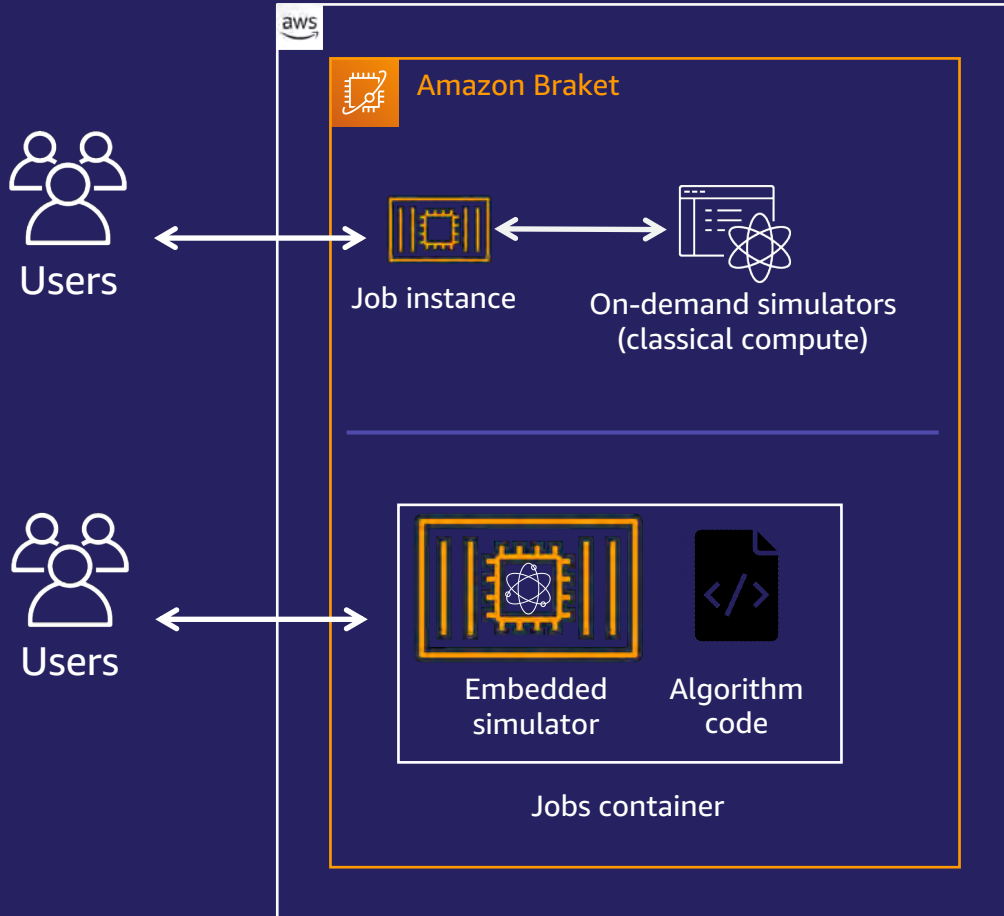 aws
Amazon Braket
Users
Job instance
On-demand simulators
(classical compute)
Users
</>
Embedded
simulator
Algorithm
code
Jobs container